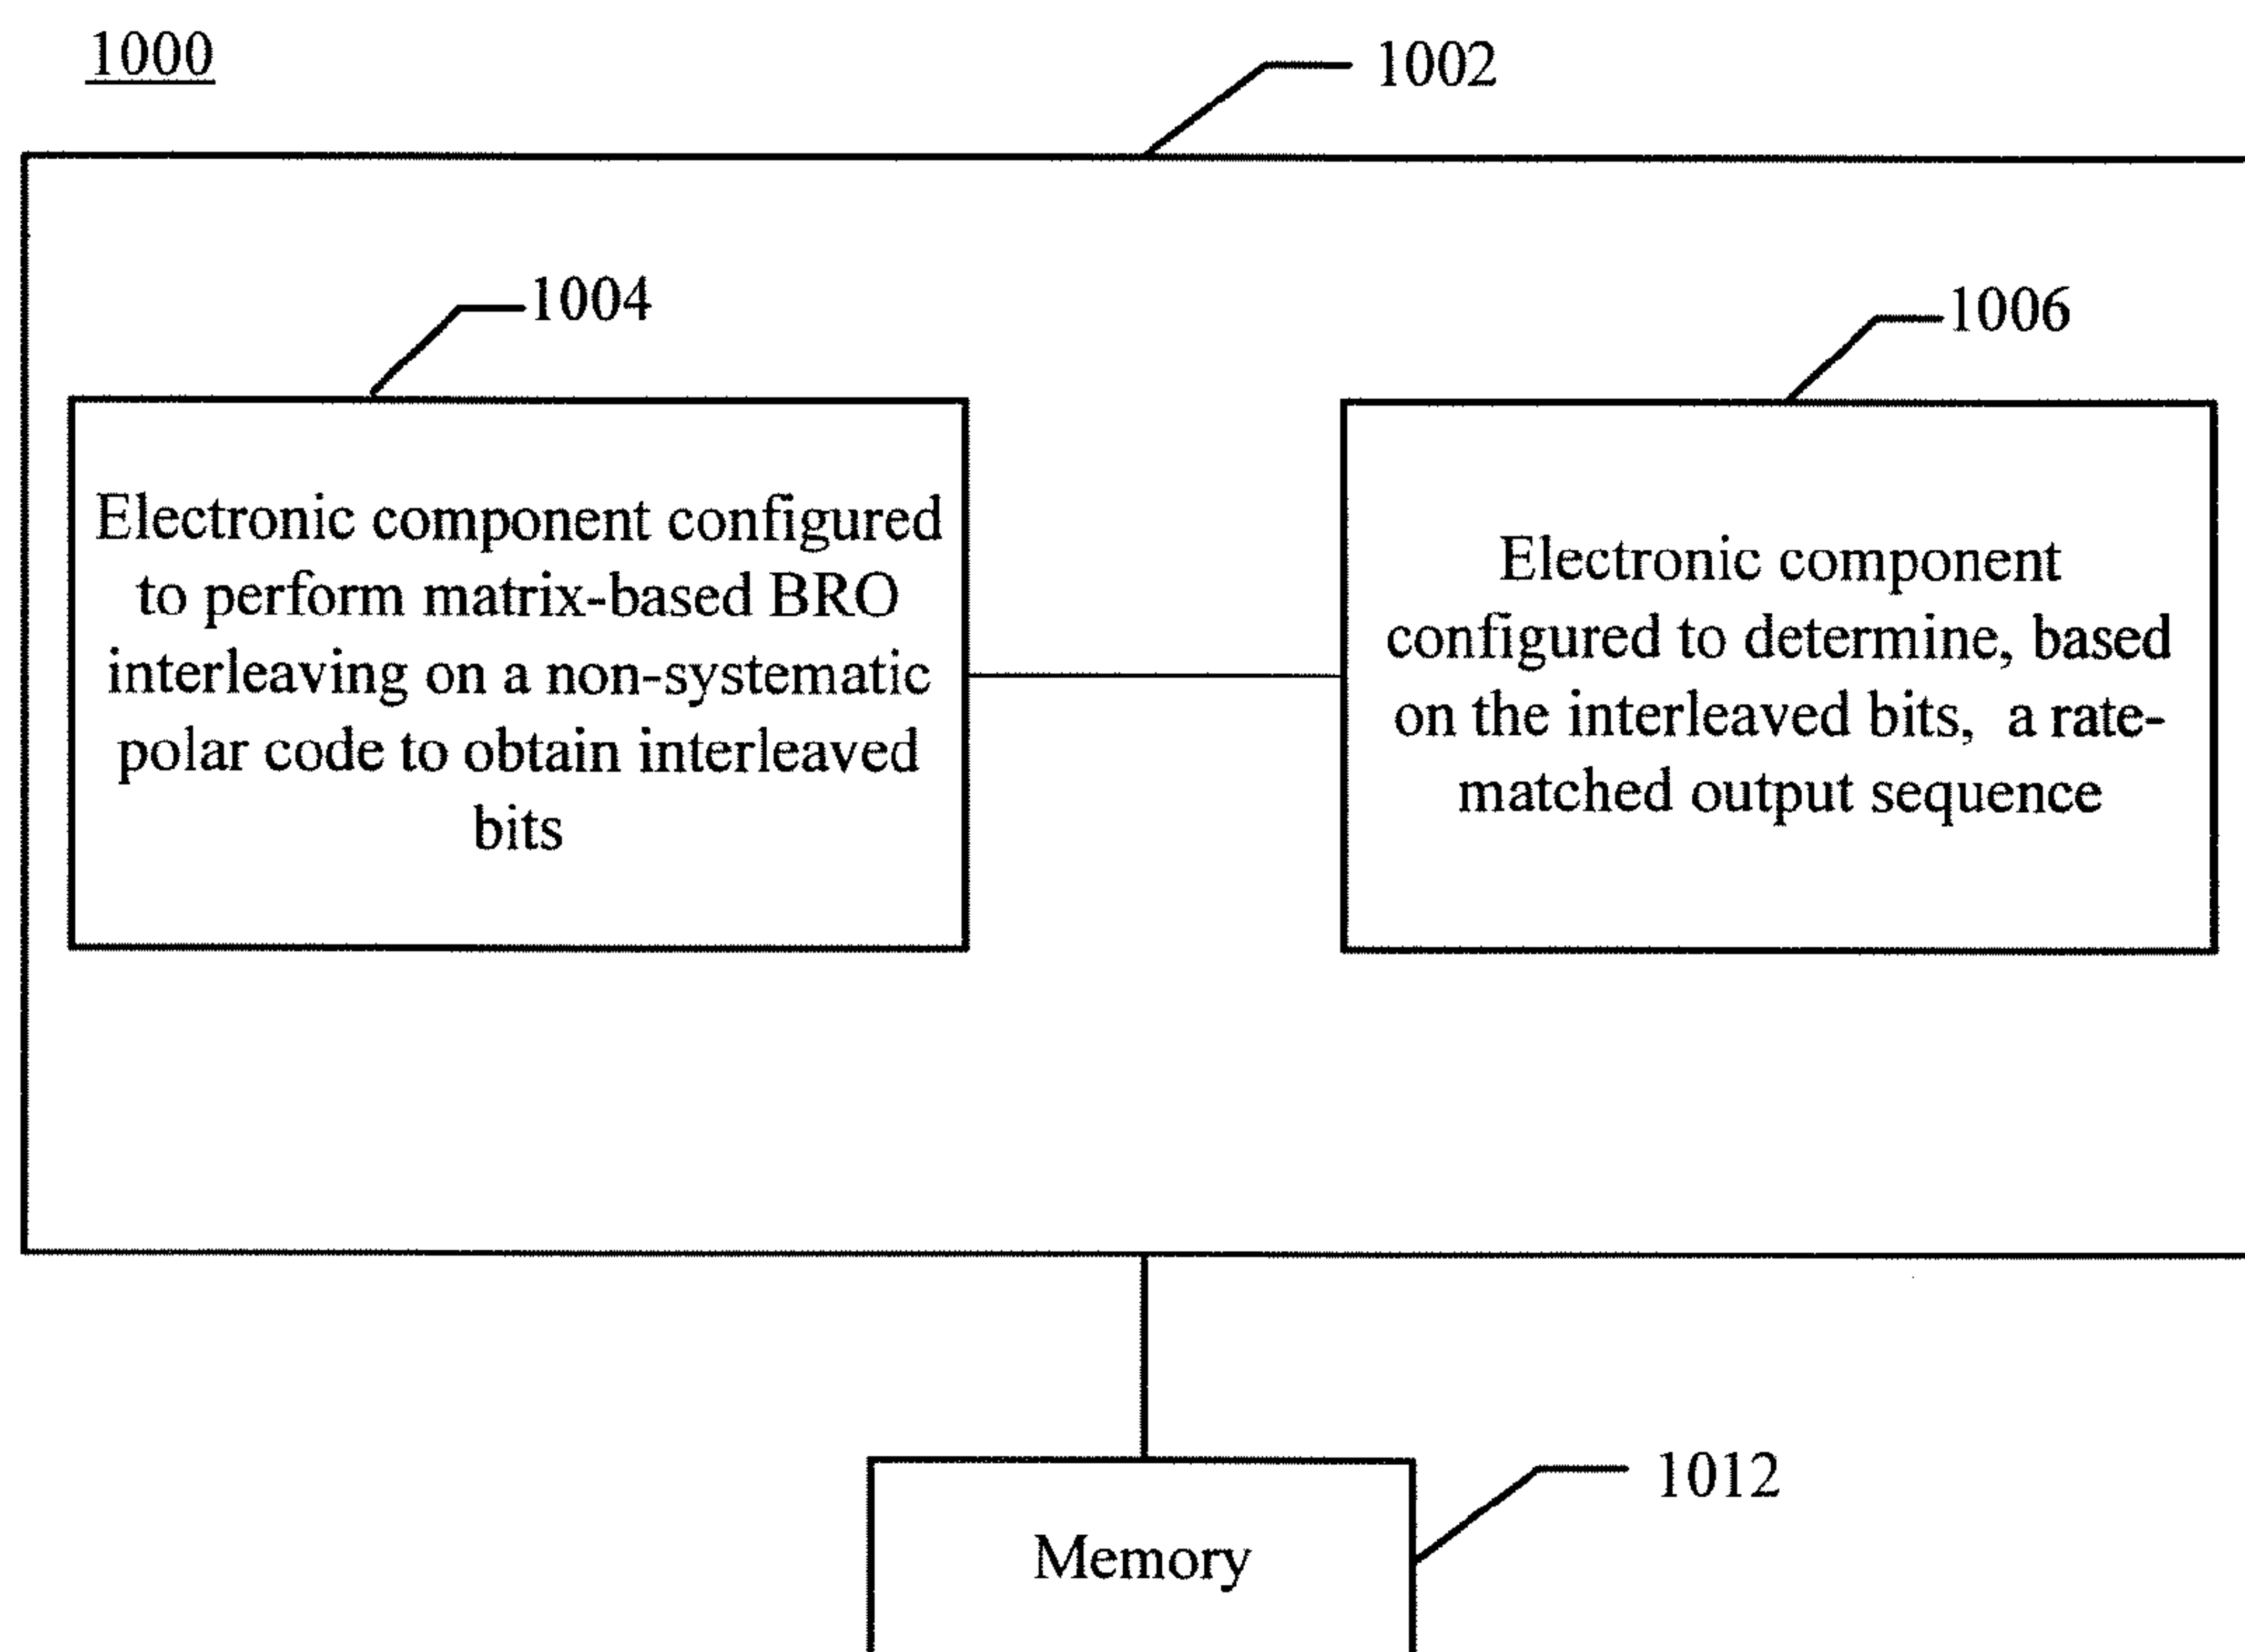 1000
1002
1004
1006
Electronic component configured
to perform matrix-based BRO
interleaving on a non-systematic
polar code to obtain interleaved
bits
Electronic component
configured to determine, based
on the interleaved bits, a rate-
matched output sequence
1012
Memory